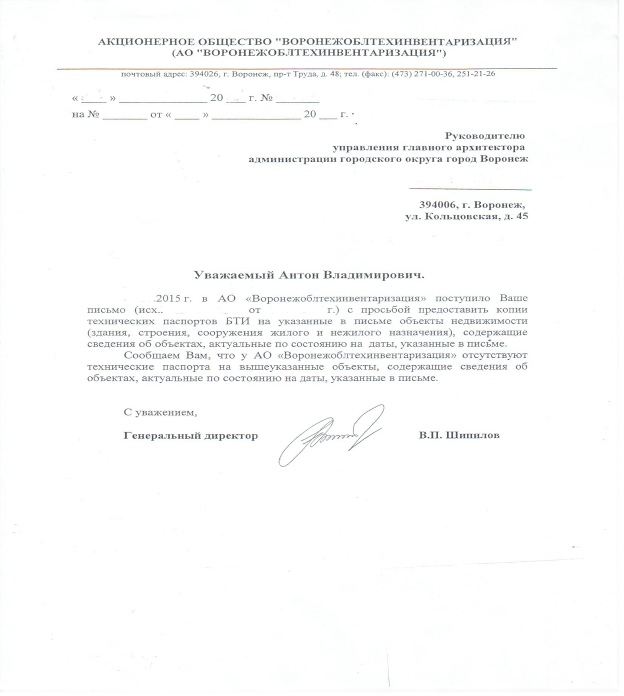 АКЦИОНЕРНОЕ ОБЩЕСТВО "ВОРОНЕЖОБЛТЕХИНВЕНТАРИЗАЦИЯ"
(АО "ВОРОНЕЖОБЛТЕХИНВЕНТАРИЗАЦИЯ")
почтовый адрес: 394026, г. Воронеж, пр-т Труда, д. 48; тел. (факс): (473) 271-00-36, 251-21-26
« ____ » ________________ 20 ___ г. № ________
на № ________ от « ____ » ________________ 20 ___ г.
Руководителю
управления главного архитектора
администрации городского округа город Воронеж
394006, г. Воронеж,
ул. Кольцовская, д. 45
Уважаемый Антон Владимирович.
.2015 г. в АО «Воронежоблтехинвентаризация» поступило Ваше
письмо (исх.. от г.) с просьбой предоставить копии
технических паспортов БТИ на указанные в письме объекты недвижимости
(здания, строения, сооружения жилого и нежилого назначения), содержащие
сведения об объектах, актуальные по состоянию на даты, указанные в письме.
Сообщаем Вам, что у АО «Воронежоблтехинвентаризация» отсутствуют
технические паспорта на вышеуказанные объекты, содержащие сведения об
объектах, актуальные по состоянию на даты, указанные в письме.
С уважением,
Генеральный директор В.П. Шипилов